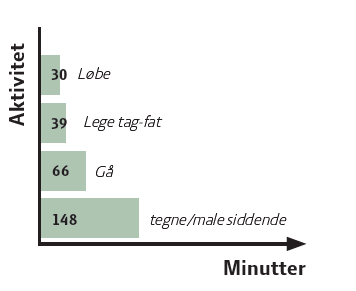 Aktivitet
30 Løbe
39 Lege tag-fat
66 Gå
148 tegne/male siddende
Minutter